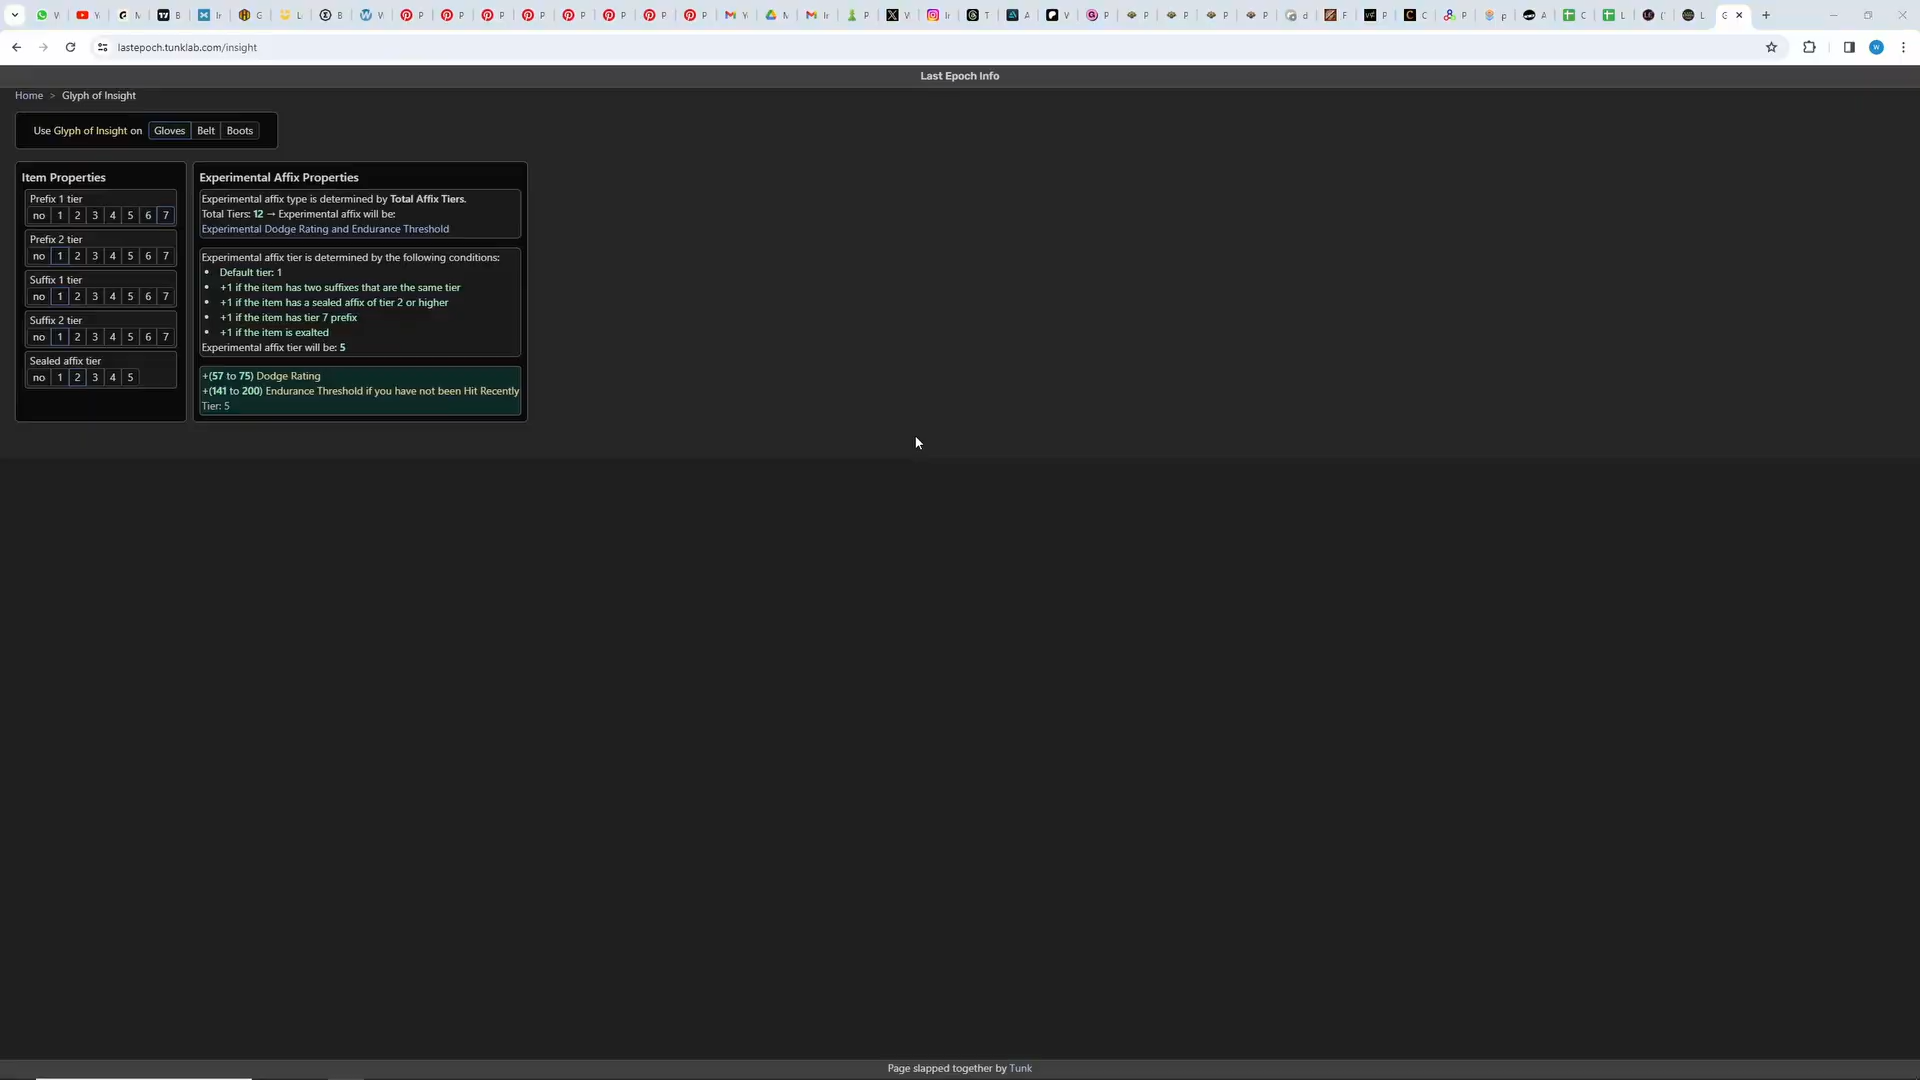 lastepoch.tunklab.com/insight
Last Epoch Info
Home > Glyph of Insight
Use Glyph of Insight on Gloves Belt Boots
Item Properties
Prefix 1 tier
no 1 2 3 4 5 6 7
Prefix 2 tier
no 1 2 3 4 5 6 7
Suffix 1 tier
no 1 2 3 4 5 6 7
Suffix 2 tier
no 1 2 3 4 5 6 7
Sealed affix tier
no 1 2 3 4 5
Experimental Affix Properties
Experimental affix type is determined by Total Affix Tiers.
Total Tiers: 12 → Experimental affix will be:
Experimental Dodge Rating and Endurance Threshold
Experimental affix tier is determined by the following conditions:
• Default tier: 1
• +1 if the item has two suffixes that are the same tier
• +1 if the item has a sealed affix of tier 2 or higher
• +1 if the item has tier 7 prefix
• +1 if the item is exalted
Experimental affix tier will be: 5
+(57 to 75) Dodge Rating
+(141 to 200) Endurance Threshold if you have not been Hit Recently
Tier: 5
Page slapped together by Tunk